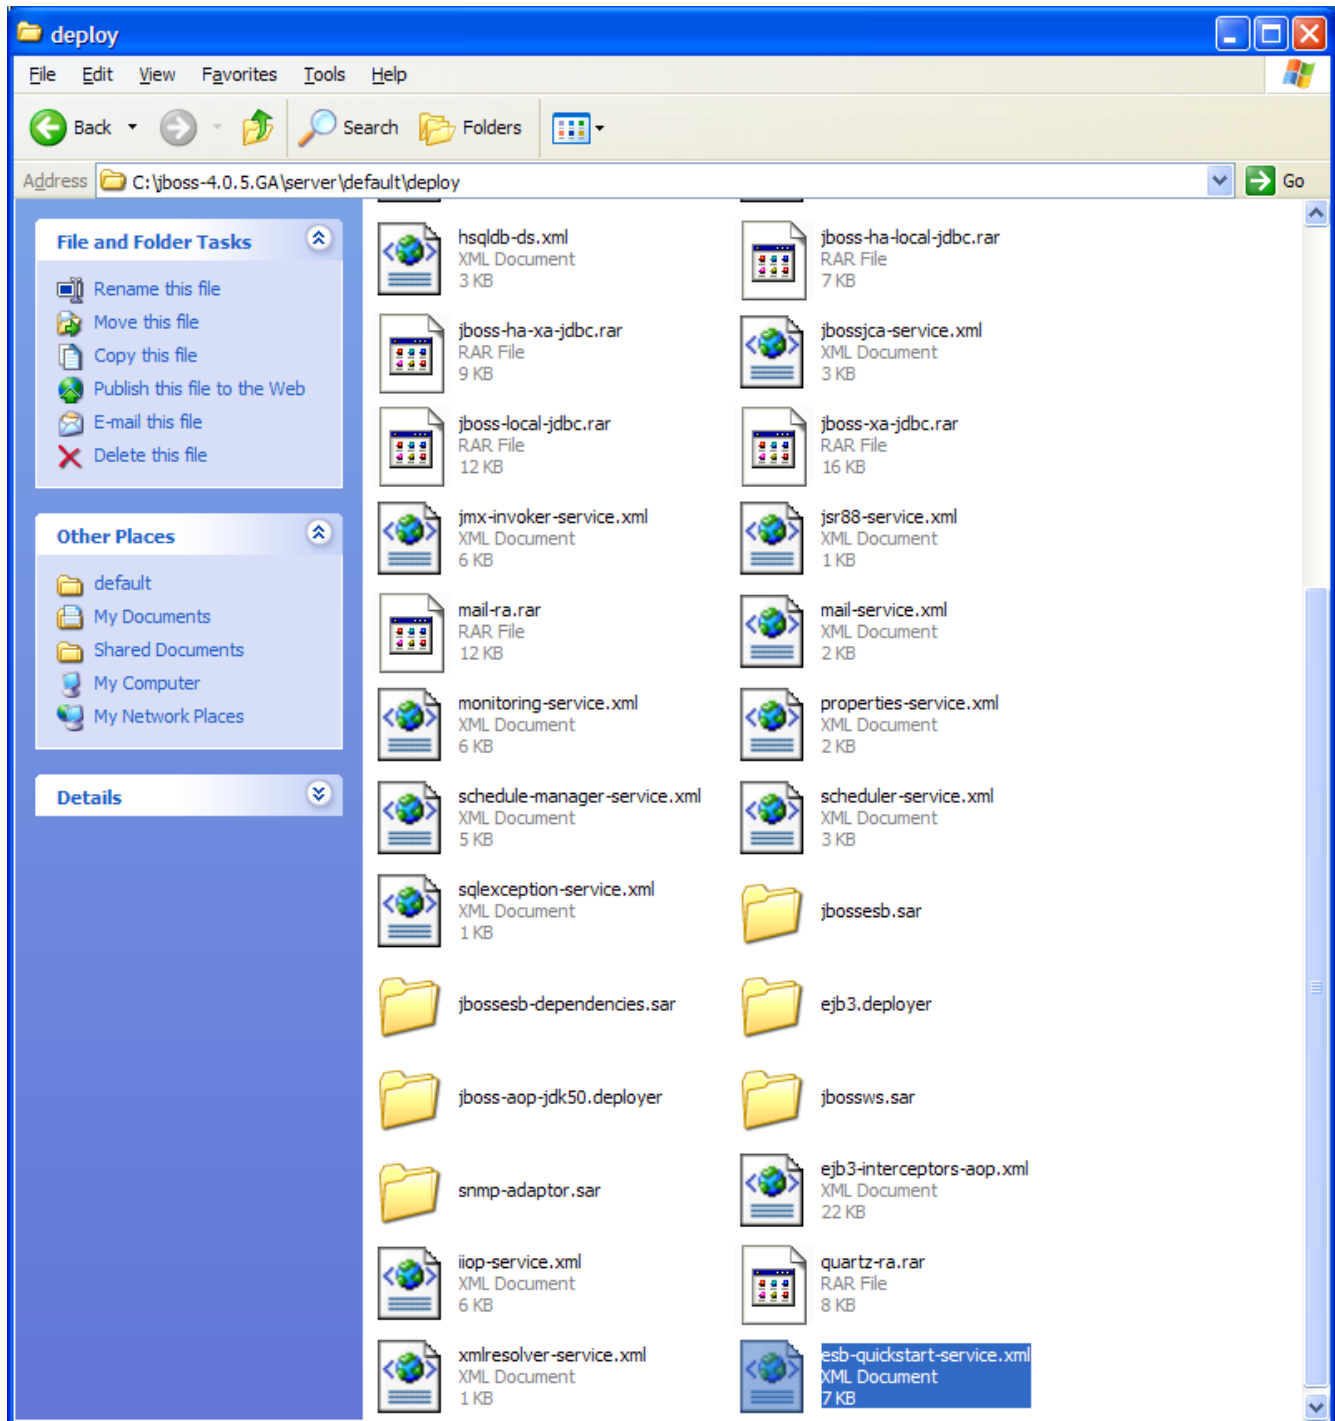 deploy
File Edit View Favorites Tools Help
Back Search Folders
Address C:\jboss-4.0.5.GA\server\default\deploy Go
File and Folder Tasks
Rename this file
Move this file
Copy this file
Publish this file to the Web
E-mail this file
Delete this file
Other Places
default
My Documents
Shared Documents
My Computer
My Network Places
Details
hsqldb-ds.xml
XML Document
3 KB
jboss-ha-local-jdbc.rar
RAR File
7 KB
jboss-ha-xa-jdbc.rar
RAR File
9 KB
jbossjca-service.xml
XML Document
3 KB
jboss-local-jdbc.rar
RAR File
12 KB
jboss-xa-jdbc.rar
RAR File
16 KB
jmx-invoker-service.xml
XML Document
6 KB
jsr88-service.xml
XML Document
1 KB
mail-ra.rar
RAR File
12 KB
mail-service.xml
XML Document
2 KB
monitoring-service.xml
XML Document
6 KB
properties-service.xml
XML Document
2 KB
schedule-manager-service.xml
XML Document
5 KB
scheduler-service.xml
XML Document
3 KB
sqlexception-service.xml
XML Document
1 KB
jbossesb.sar
jbossesb-dependencies.sar
ejb3.deployer
jboss-aop-jdk50.deployer
jbossws.sar
snmp-adaptor.sar
ejb3-interceptors-aop.xml
XML Document
22 KB
iiop-service.xml
XML Document
6 KB
quartz-ra.rar
RAR File
8 KB
xmlresolver-service.xml
XML Document
1 KB
esb-quickstart-service.xml
XML Document
7 KB